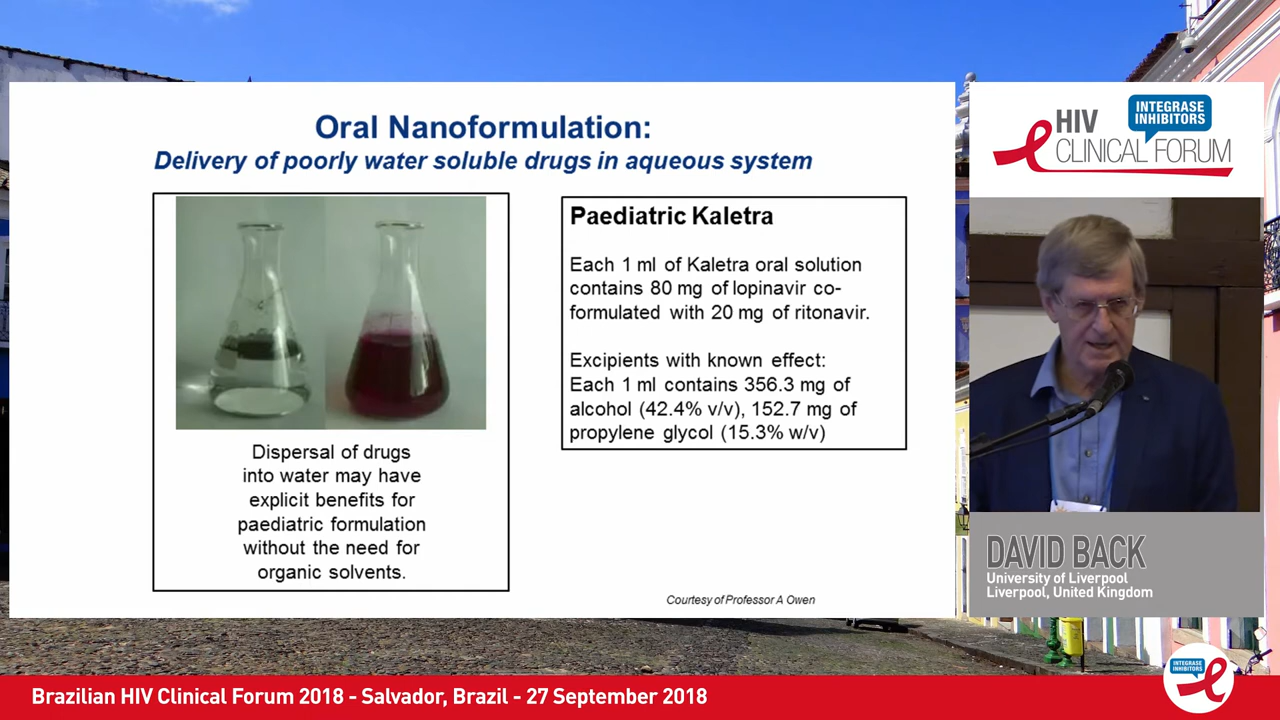 Oral Nanoformulation:
Delivery of poorly water soluble drugs in aqueous system
Dispersal of drugs
into water may have
explicit benefits for
paediatric formulation
without the need for
organic solvents.
Paediatric Kaletra
Each 1 ml of Kaletra oral solution
contains 80 mg of lopinavir co-
formulated with 20 mg of ritonavir.
Excipients with known effect:
Each 1 ml contains 356.3 mg of
alcohol (42.4% v/v), 152.7 mg of
propylene glycol (15.3% w/v)
Courtesy of Professor A Owen
HIV
INTEGRASE
INHIBITORS
CLINICAL FORUM
DAVID BACK
University of Liverpool
Liverpool, United Kingdom
Brazilian HIV Clinical Forum 2018 - Salvador, Brazil - 27 September 2018
INTEGRASE
INHIBITORS